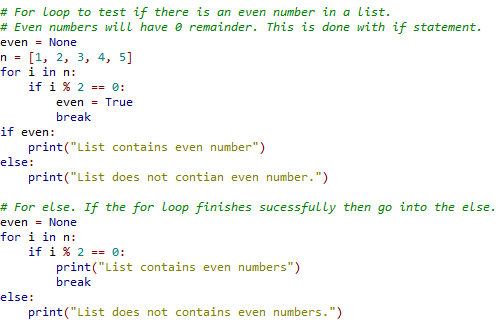 # For loop to test if there is an even number in a list.
# Even numbers will have 0 remainder. This is done with if statement.
even = None
n = [1, 2, 3, 4, 5]
for i in n:
    if i % 2 == 0:
        even = True
        break
if even:
    print("List contains even number")
else:
    print("List does not contian even number.")

# For else. If the for loop finishes sucessfully then go into the else.
even = None
for i in n:
    if i % 2 == 0:
        print("List contains even numbers")
        break
else:
    print("List does not contains even numbers.")